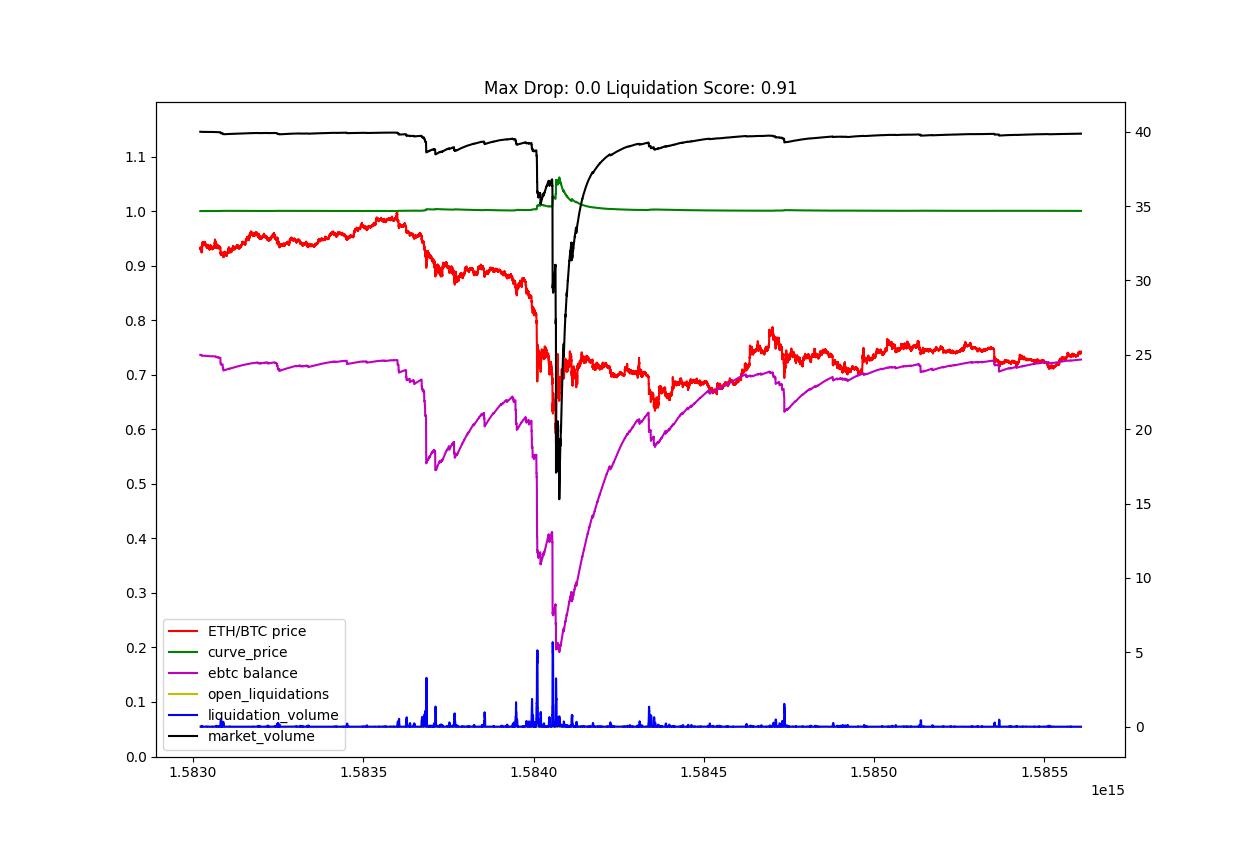 Max Drop: 0.0 Liquidation Score: 0.91
1.1
1.0
0.9
0.8
0.7
0.6
0.5
0.4
0.3
0.2
0.1
0.0
40
35
30
25
20
15
10
5
0
ETH/BTC price
curve_price
ebtc balance
open_liquidations
liquidation_volume
market_volume
1.5830 1.5835 1.5840 1.5845 1.5850 1.5855
1e15